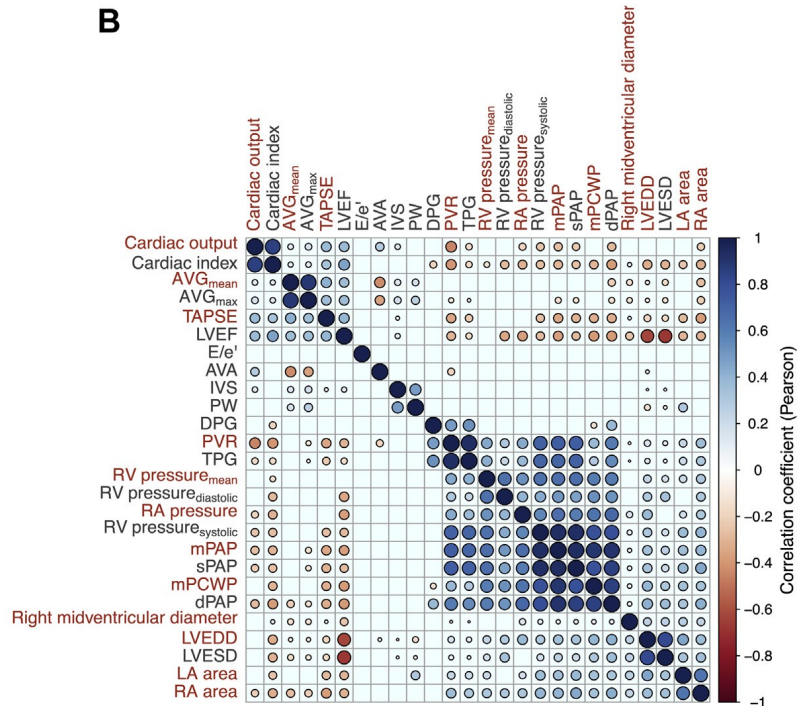 B
Cardiac output
Cardiac index
AVGmean
AVGmax
TAPSE
LVEF
E/e'
AVA
IVS
PW
DPG
PVR
TPG
RV pressuremean
RV pressurediastolic
RA pressure
RV pressuresystolic
mPAP
sPAP
mPCWP
dPAP
Right midventricular diameter
LVEDD
LVESD
LA area
RA area
Cardiac output
Cardiac index
AVGmean
AVGmax
TAPSE
LVEF
E/e'
AVA
IVS
PW
DPG
PVR
TPG
RV pressuremean
RV pressurediastolic
RA pressure
RV pressuresystolic
mPAP
sPAP
mPCWP
dPAP
Right midventricular diameter
LVEDD
LVESD
LA area
RA area
1
0.8
0.6
0.4
0.2
0
−0.2
−0.4
−0.6
−0.8
−1
Correlation coefficient (Pearson)